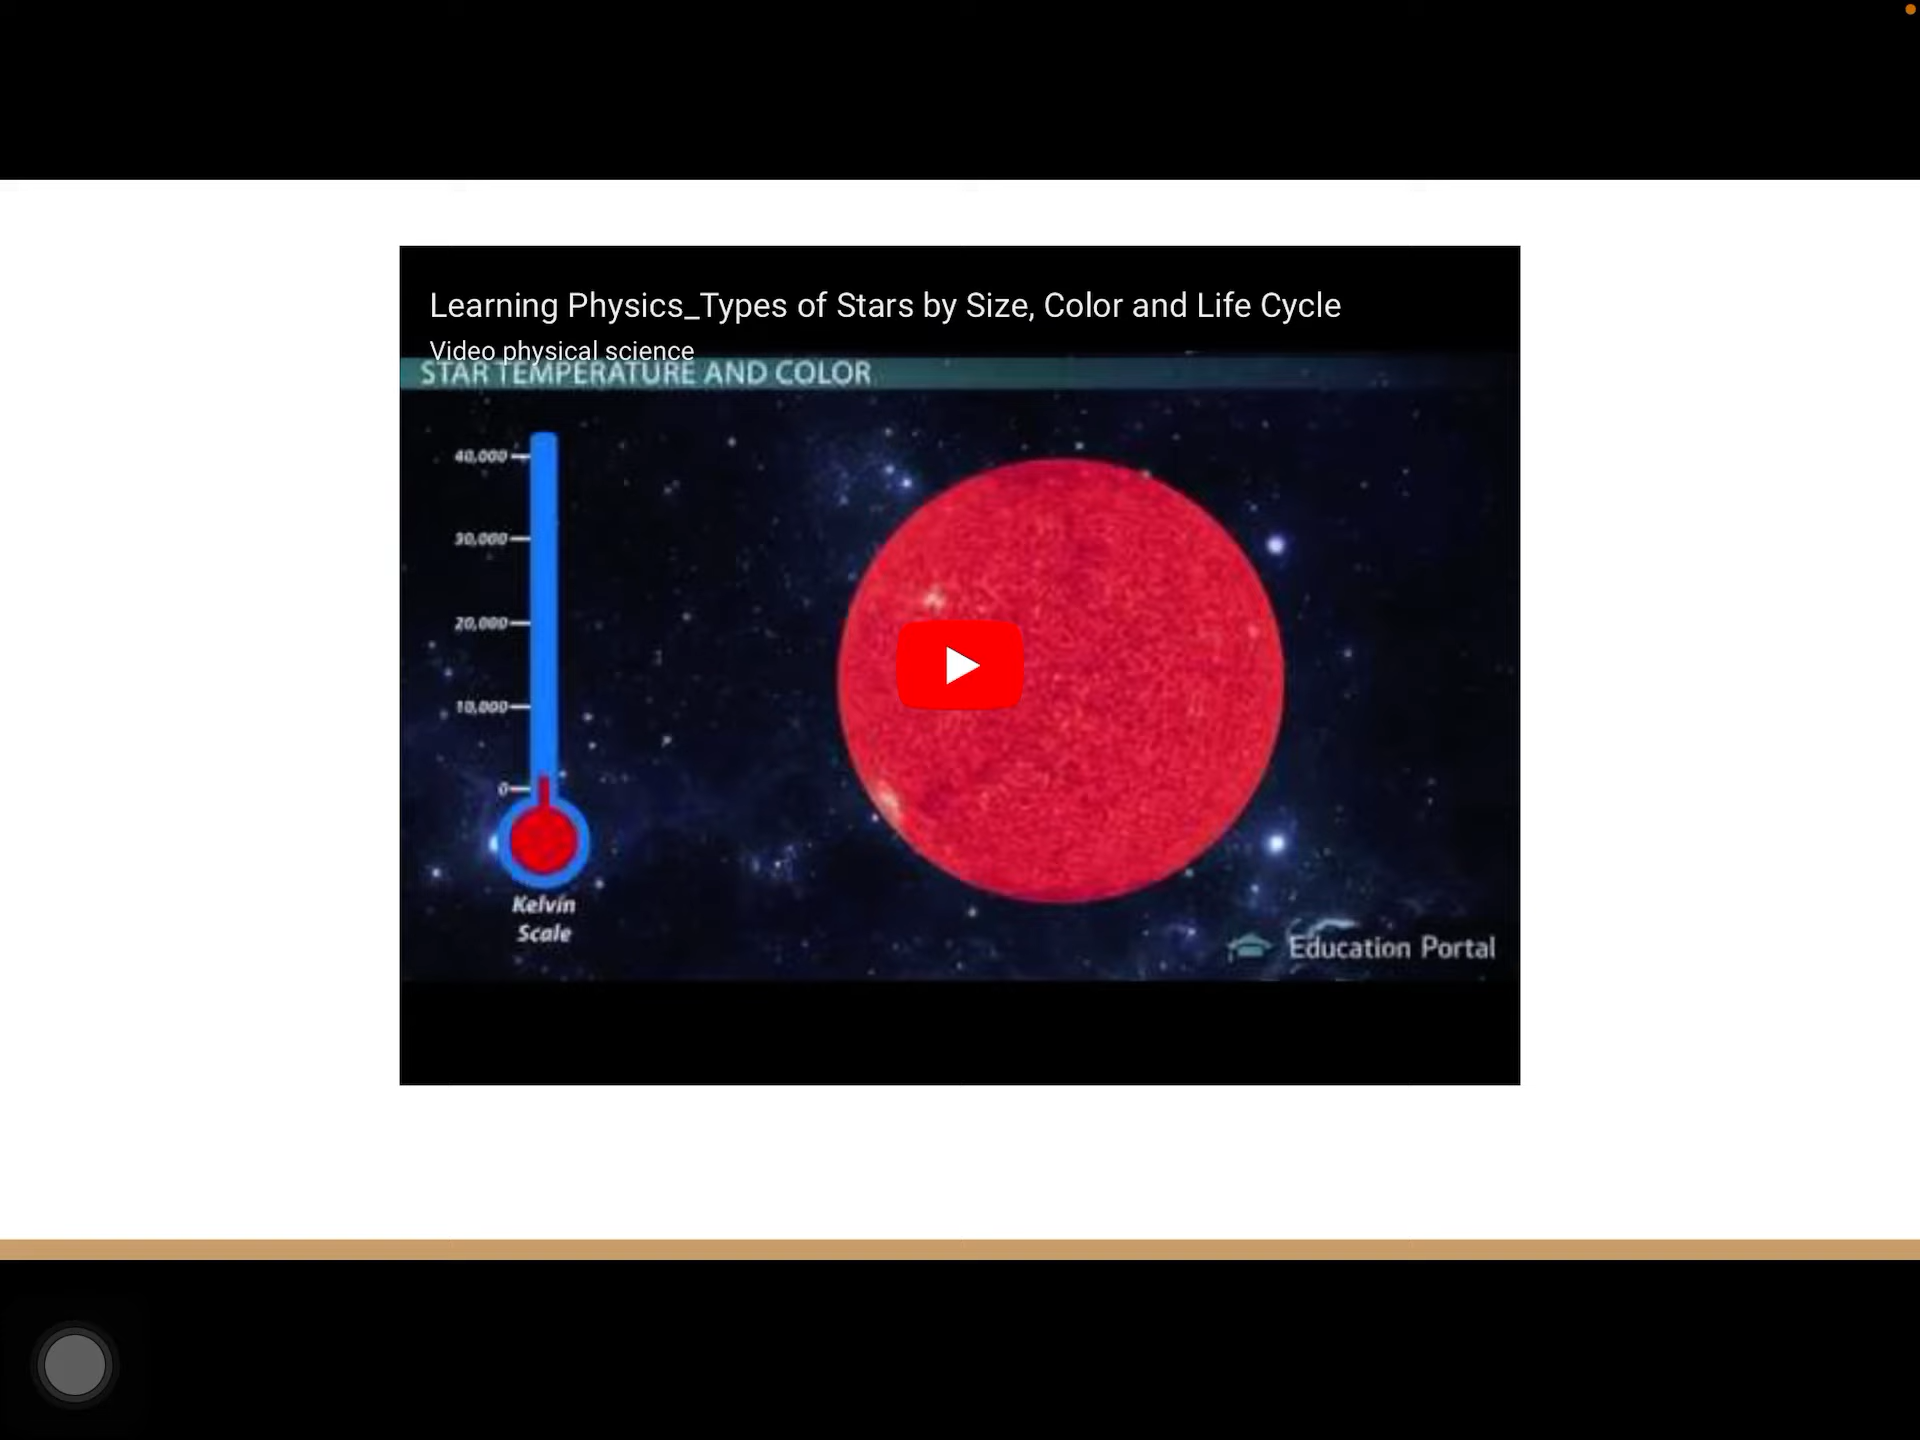 Learning Physics_Types of Stars by Size, Color and Life Cycle
Video physical science
STAR TEMPERATURE AND COLOR
40,000
30,000
20,000
10,000
0
Kelvin
Scale
Education Portal